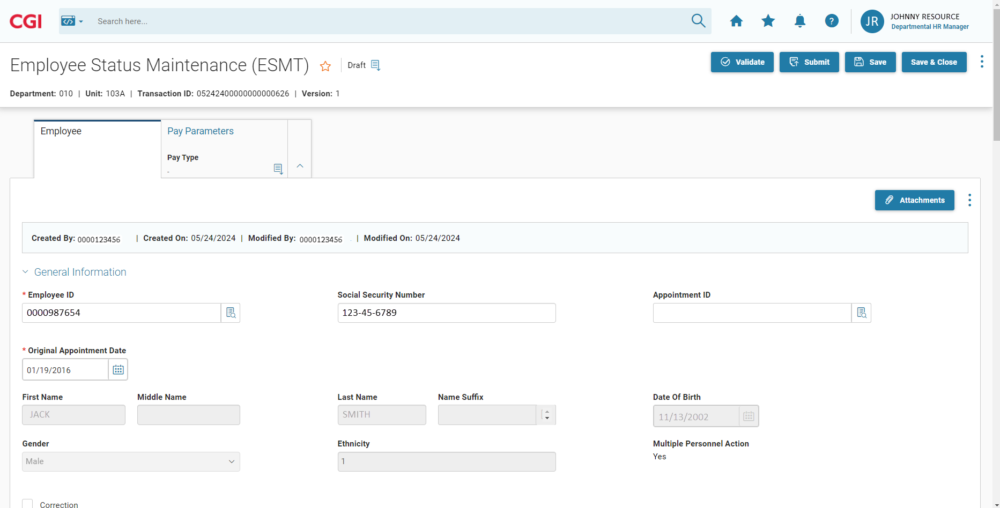 CGI
Search here...
JR
JOHNNY RESOURCE
Departmental HR Manager
Employee Status Maintenance (ESMT)
Draft
Validate
Submit
Save
Save & Close
Department: 010 | Unit: 103A | Transaction ID: 05242400000000000626 | Version: 1
Employee
Pay Parameters
Pay Type
-
Attachments
Created By: 0000123456 | Created On: 05/24/2024 | Modified By: 0000123456 | Modified On: 05/24/2024
General Information
* Employee ID
0000987654
Social Security Number
123-45-6789
Appointment ID
* Original Appointment Date
01/19/2016
First Name
JACK
Middle Name
Last Name
SMITH
Name Suffix
Date Of Birth
11/13/2002
Gender
Male
Ethnicity
1
Multiple Personnel Action
Yes
Correction